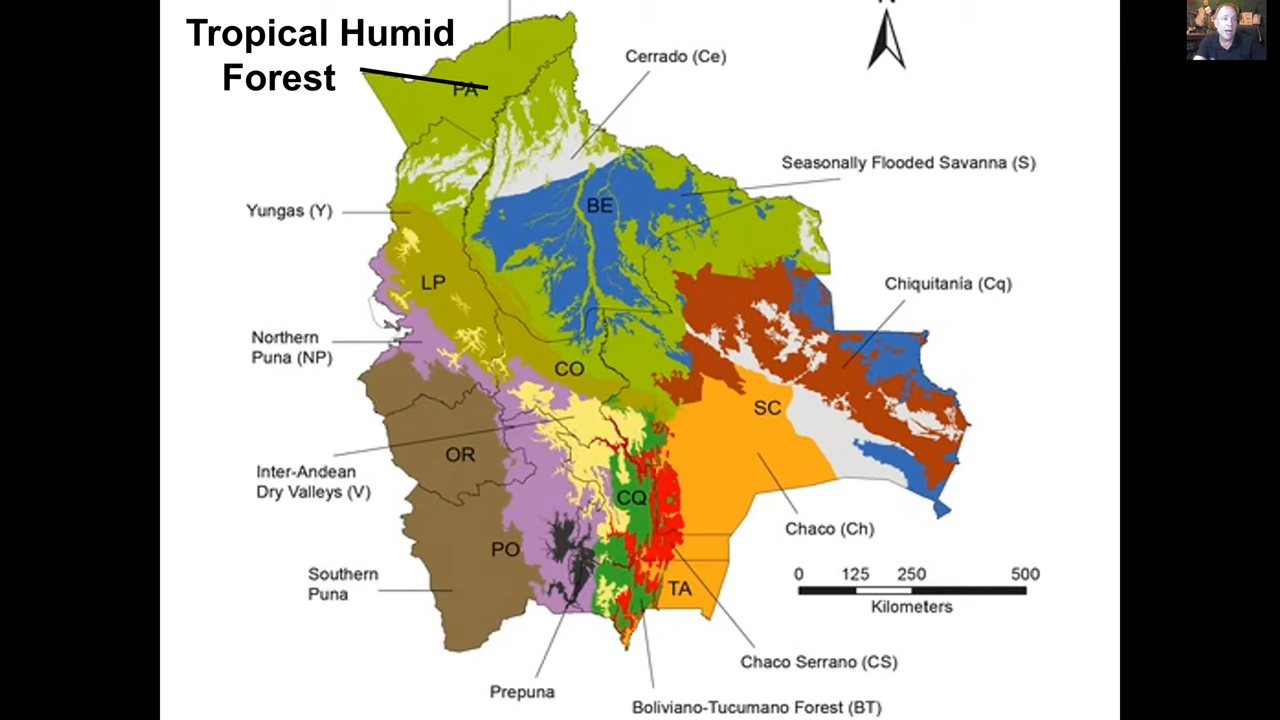 Tropical Humid
Forest
PA
Cerrado (Ce)
Seasonally Flooded Savanna (S)
Yungas (Y)
BE
LP
Chiquitanía (Cq)
Northern
Puna (NP)
CO
SC
OR
Inter-Andean
Dry Valleys (V)
CQ
Chaco (Ch)
PO
Southern
Puna
TA
0 125 250 500
Kilometers
Chaco Serrano (CS)
Prepuna
Boliviano-Tucumano Forest (BT)